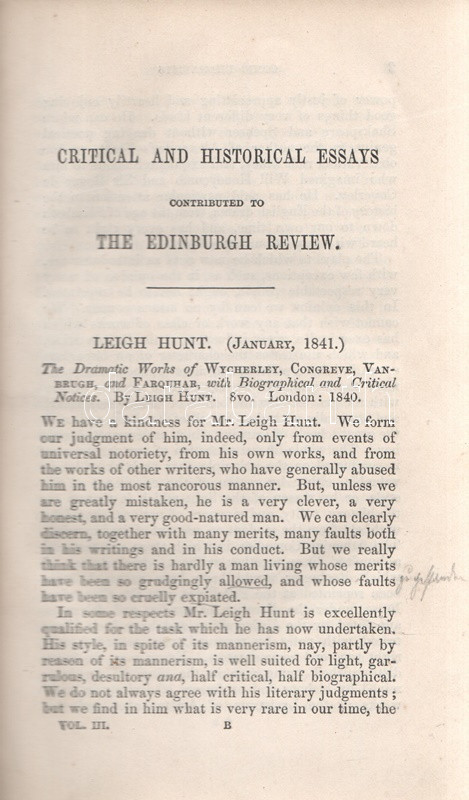 CRITICAL AND HISTORICAL ESSAYS
CONTRIBUTED TO
THE EDINBURGH REVIEW.
LEIGH HUNT. (JANUARY, 1841.)
The Dramatic Works of WYCHERLEY, CONGREVE, VAN-
BRUGH, and FARQUHAR, with Biographical and Critical
Notices. By LEIGH HUNT. 8vo. London: 1840.
WE have a kindness for Mr. Leigh Hunt. We form
our judgment of him, indeed, only from events of
universal notoriety, from his own works, and from
the works of other writers, who have generally abused
him in the most rancorous manner. But, unless we
are greatly mistaken, he is a very clever, a very
honest, and a very good-natured man. We can clearly
discern, together with many merits, many faults both
in his writings and in his conduct. But we really
think that there is hardly a man living whose merits
have been so grudgingly allowed, and whose faults
have been so cruelly expiated.
In some respects Mr. Leigh Hunt is excellently
qualified for the task which he has now undertaken.
His style, in spite of its mannerism, nay, partly by
reason of its mannerism, is well suited for light, gar-
rulous, desultory ana, half critical, half biographical.
We do not always agree with his literary judgments;
but we find in him what is very rare in our time, the
VOL. III. B